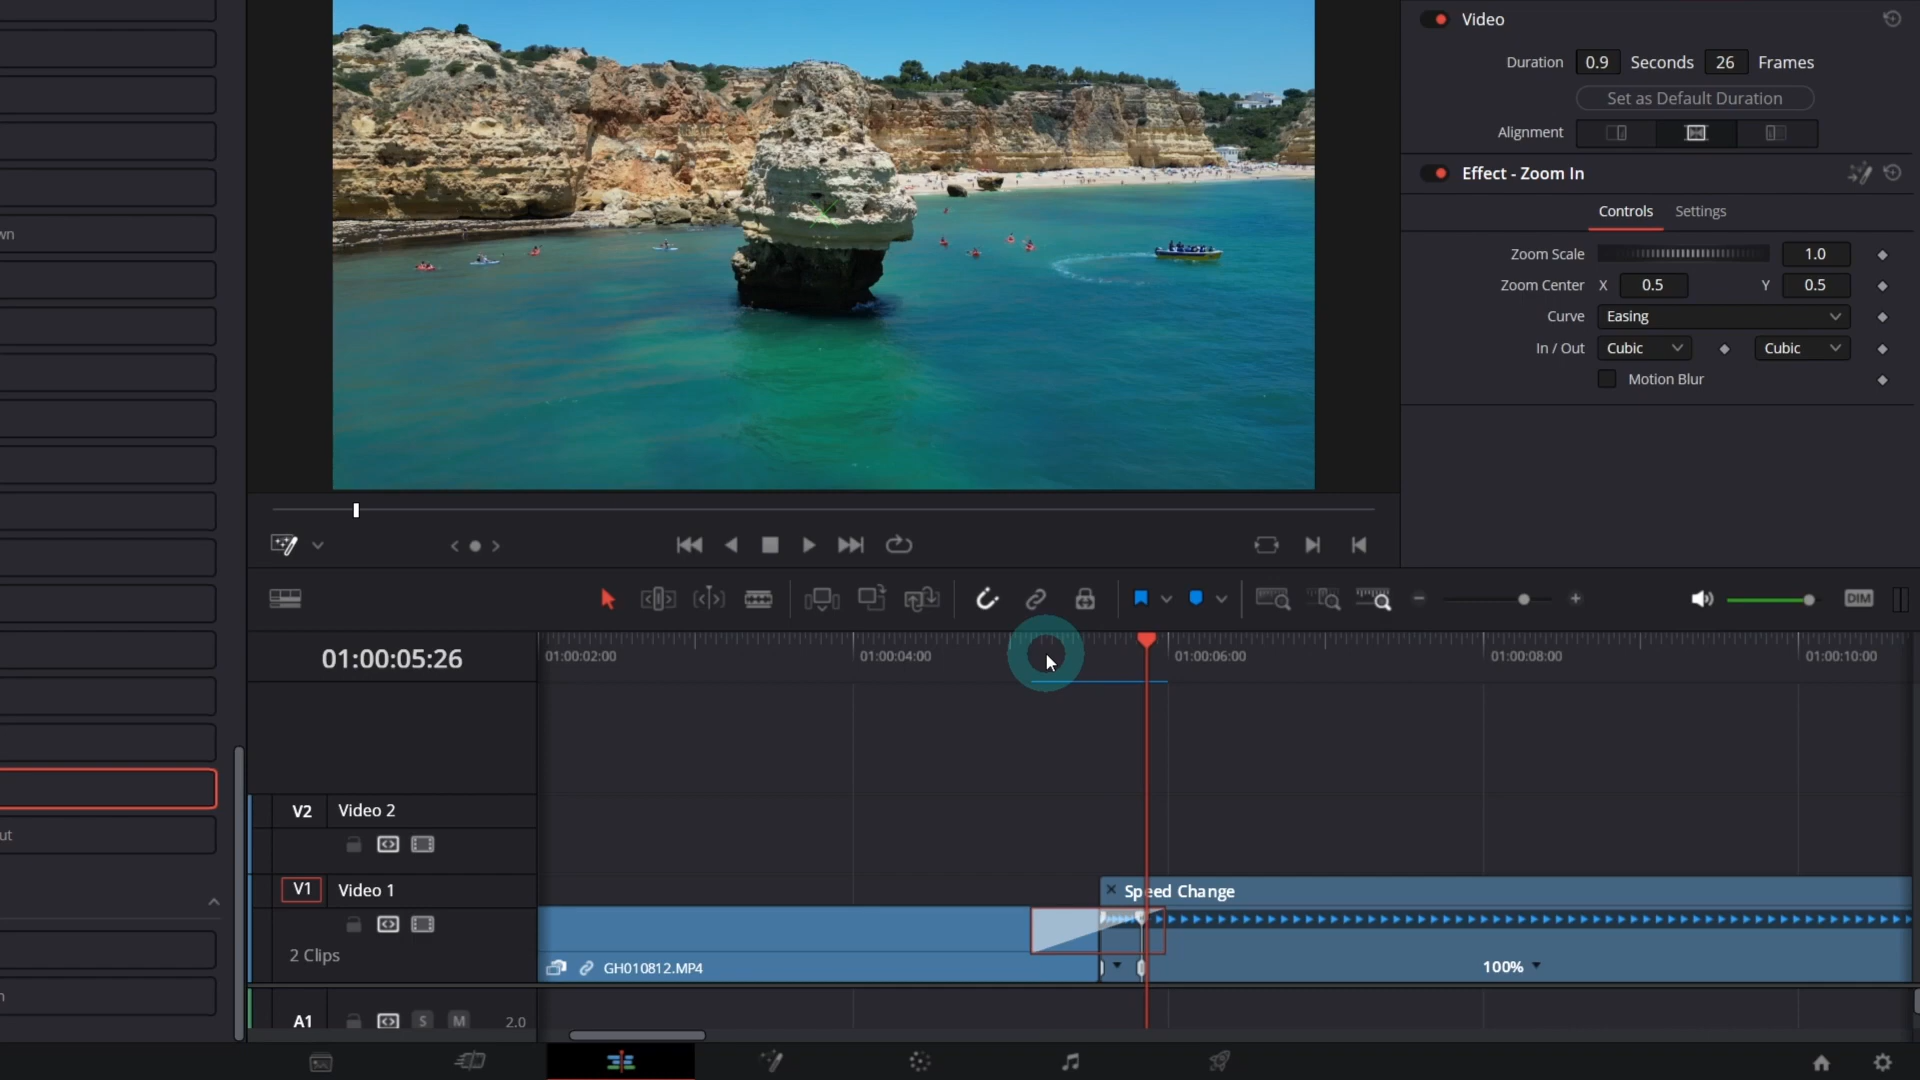 Video
Duration 0.9 Seconds 26 Frames
Set as Default Duration
Alignment
Effect - Zoom In
Controls Settings
Zoom Scale 1.0
Zoom Center X 0.5 Y 0.5
Curve Easing
In / Out Cubic Cubic
Motion Blur
wn
ut
n
DIM
01:00:05:26
01:00:02:00 01:00:04:00 01:00:06:00 01:00:08:00 01:00:10:00
V2 Video 2
V1 Video 1
2 Clips
Speed Change
GH010812.MP4
100%
A1 S M 2.0